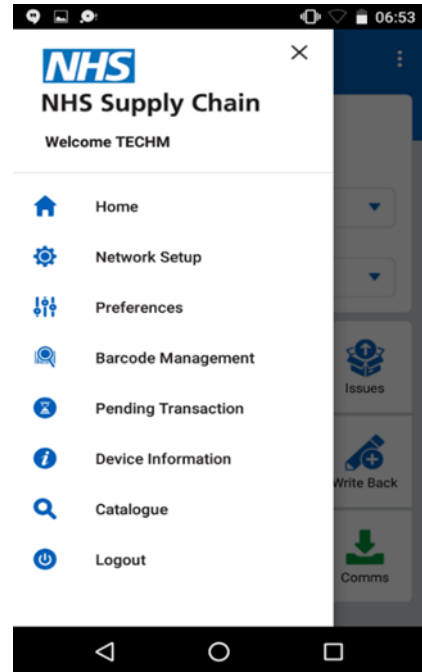 06:53
NHS
NHS Supply Chain
Welcome TECHM
Home
Network Setup
Preferences
Barcode Management
Pending Transaction
Device Information
Catalogue
Logout
Issues
Write Back
Comms